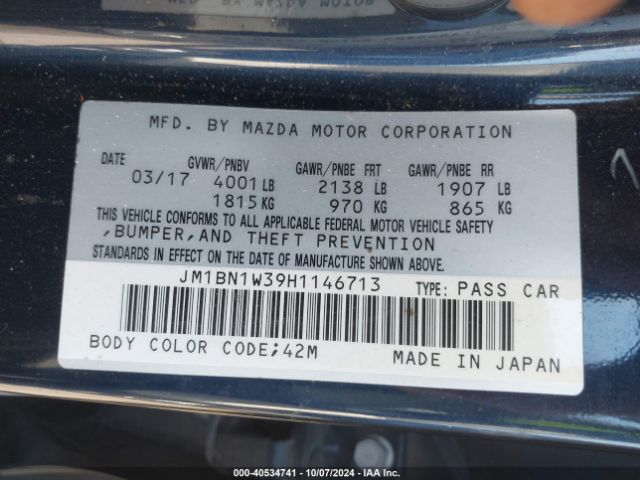 MFD. BY MAZDA MOTOR CORPORATION
DATE GVWR/PNBV GAWR/PNBE FRT GAWR/PNBE RR
03/17 4001 LB 2138 LB 1907 LB
1815 KG 970 KG 865 KG
THIS VEHICLE CONFORMS TO ALL APPLICABLE FEDERAL MOTOR VEHICLE SAFETY
,BUMPER,AND THEFT PREVENTION
STANDARDS IN EFFECT ON THE DATE OF MANUFACTURE SHOWN ABOVE.
JM1BN1W39H1146713 TYPE: PASS CAR
BODY COLOR CODE;42M MADE IN JAPAN
000-40534741 - 10/07/2024 - IAA Inc.